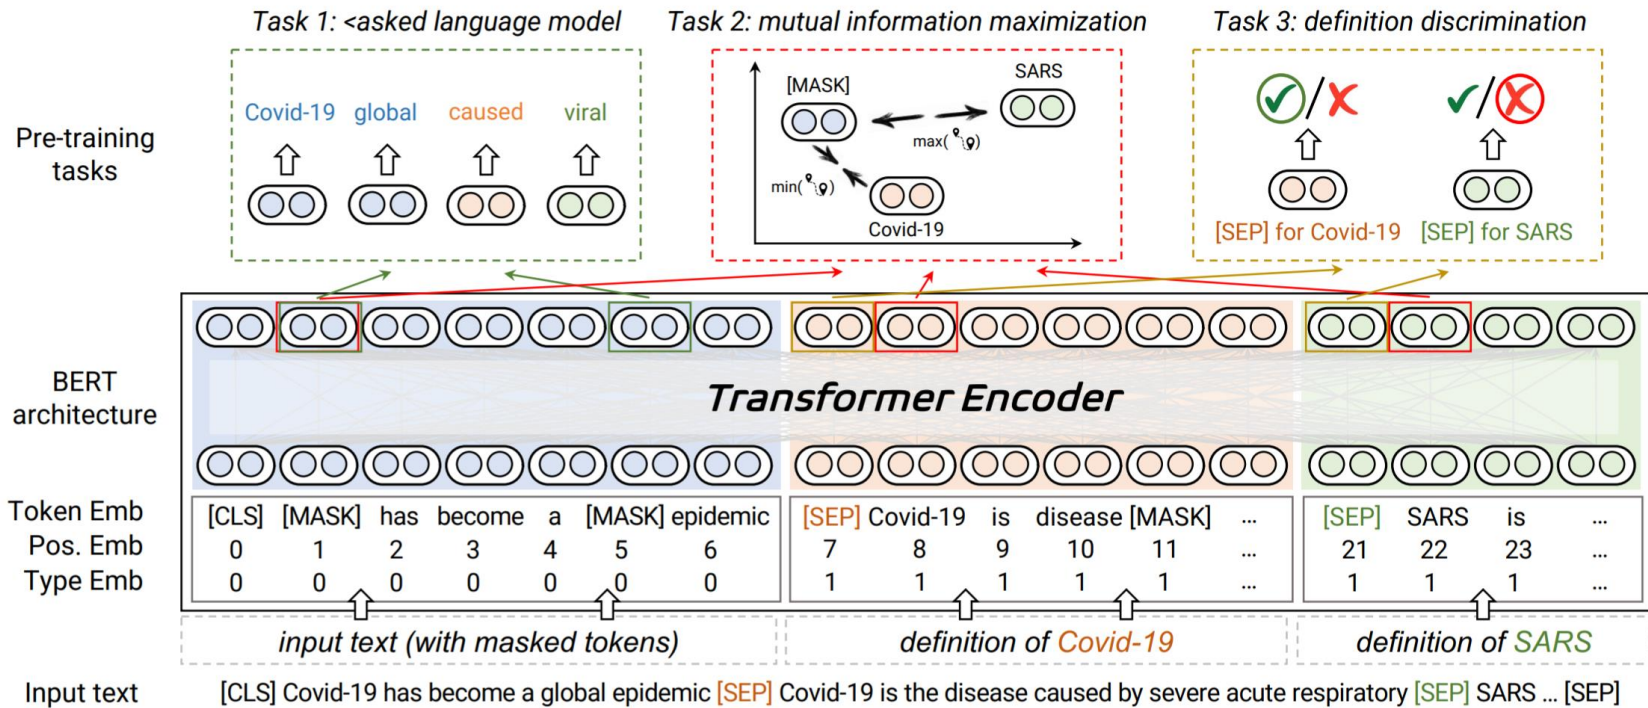 Task 1: <asked language model
Task 2: mutual information maximization
Task 3: definition discrimination
Pre-training
tasks
Covid-19 global caused viral
[MASK]
SARS
max( )
min( )
Covid-19
[SEP] for Covid-19 [SEP] for SARS
BERT
architecture
Transformer Encoder
Token Emb [CLS] [MASK] has become a [MASK] epidemic [SEP] Covid-19 is disease [MASK] ... [SEP] SARS is ...
Pos. Emb 0 1 2 3 4 5 6 7 8 9 10 11 ... 21 22 23 ...
Type Emb 0 0 0 0 0 0 0 1 1 1 1 1 ... 1 1 1 ...
input text (with masked tokens) definition of Covid-19 definition of SARS
Input text [CLS] Covid-19 has become a global epidemic [SEP] Covid-19 is the disease caused by severe acute respiratory [SEP] SARS ... [SEP]